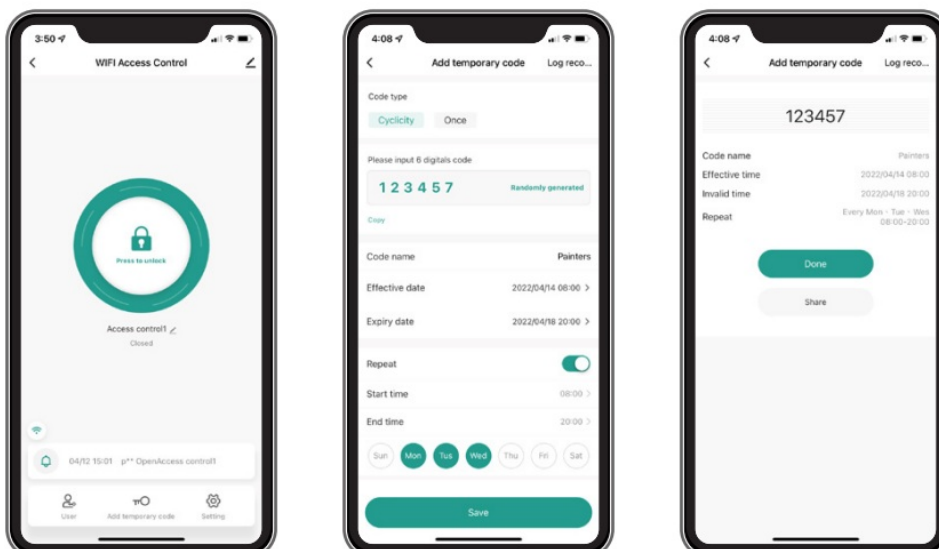 3:50
WIFI Access Control
Press to unlock
Access control1
Closed
04/12 15:01 p** OpenAccess control1
User Add temporary code Setting
4:08
Add temporary code Log reco...
Code type
Cyclicity Once
Please input 6 digitals code
123457 Randomly generated
Copy
Code name Painters
Effective date 2022/04/14 08:00 >
Expiry date 2022/04/18 20:00 >
Repeat
Start time 08:00 >
End time 20:00 >
Sun Mon Tus Wed Thu Fri Sat
Save
4:08
Add temporary code Log reco...
123457
Code name Painters
Effective time 2022/04/14 08:00
Invalid time 2022/04/18 20:00
Repeat Every Mon - Tue - Wes
08:00-20:00
Done
Share